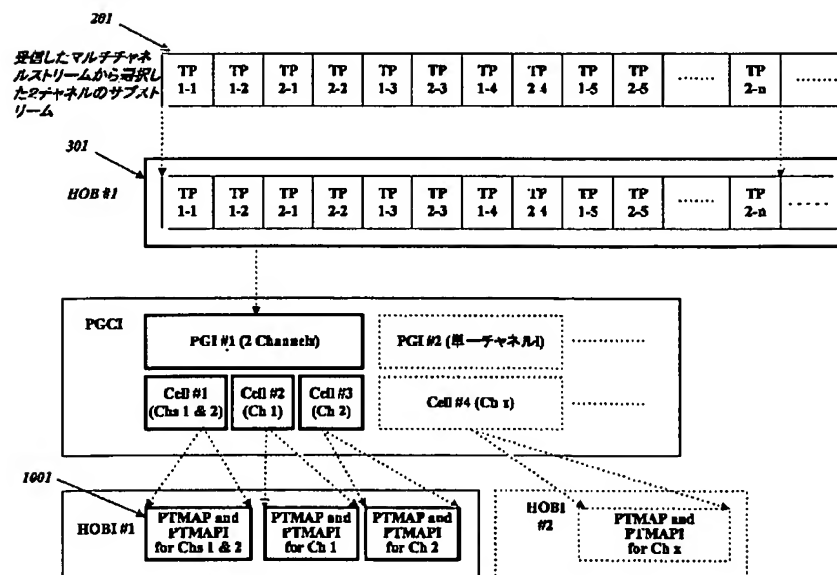 201
受信したマルチチャネ
ルストリームから選択し
た2チャネルのサブスト
リーム
TP 1-1 TP 1-2 TP 2-1 TP 2-2 TP 1-3 TP 2-3 TP 1-4 TP 2 4 TP 1-5 TP 2-5 ...... TP 2-n ......
301
HOB #1
TP 1-1 TP 1-2 TP 2-1 TP 2-2 TP 1-3 TP 2-3 TP 1-4 TP 2 4 TP 1-5 TP 2-5 ...... TP 2-n .....
PGCI
PGI #1 (2 Channels)
PGI #2 (単一チャネルI)
Cell #1
(Chs 1 & 2)
Cell #2
(Ch 1)
Cell #3
(Ch 2)
Cell #4 (Ch x)
1001
HOBI #1
PTMAP and
PTMAPI
for Chs 1 & 2
PTMAP and
PTMAPI
for Ch 1
PTMAP and
PTMAPI
for Ch 2
HOBI
#2
PTMAP and
PTMAPI
for Ch x